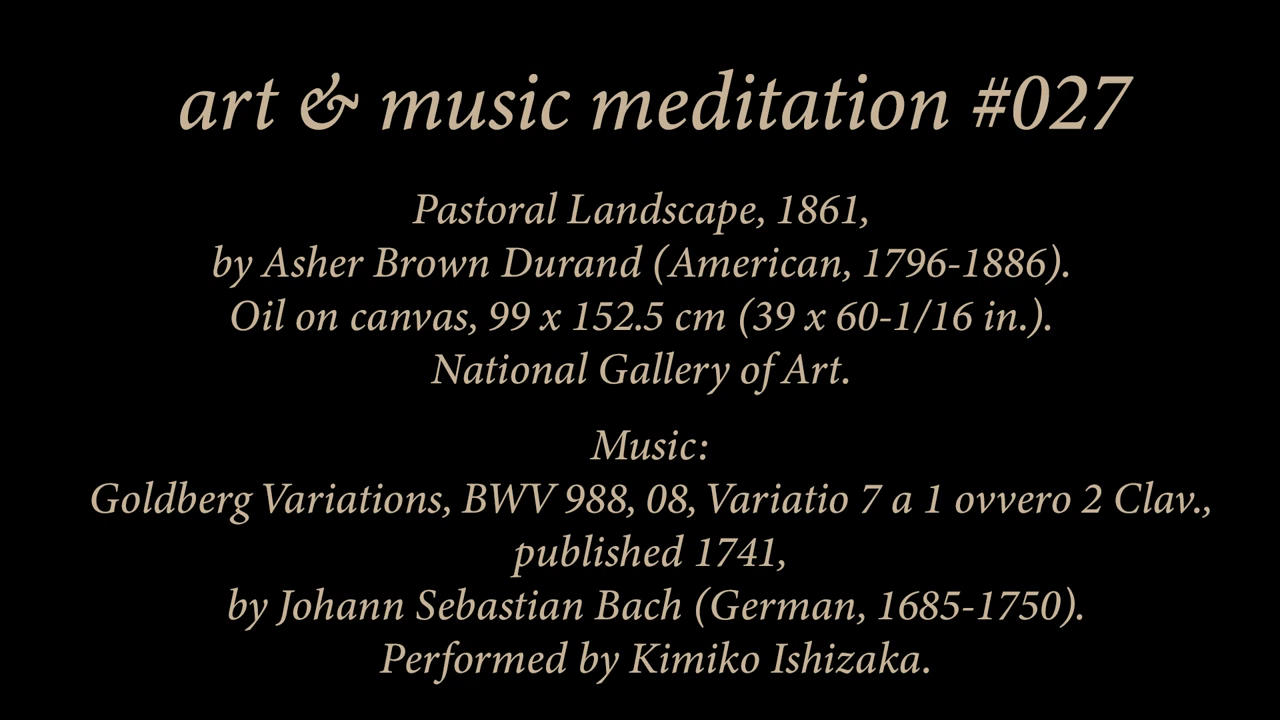 art & music meditation #027
Pastoral Landscape, 1861,
by Asher Brown Durand (American, 1796-1886).
Oil on canvas, 99 x 152.5 cm (39 x 60-1/16 in.).
National Gallery of Art.
Music:
Goldberg Variations, BWV 988, 08, Variatio 7 a 1 ovvero 2 Clav.,
published 1741,
by Johann Sebastian Bach (German, 1685-1750).
Performed by Kimiko Ishizaka.